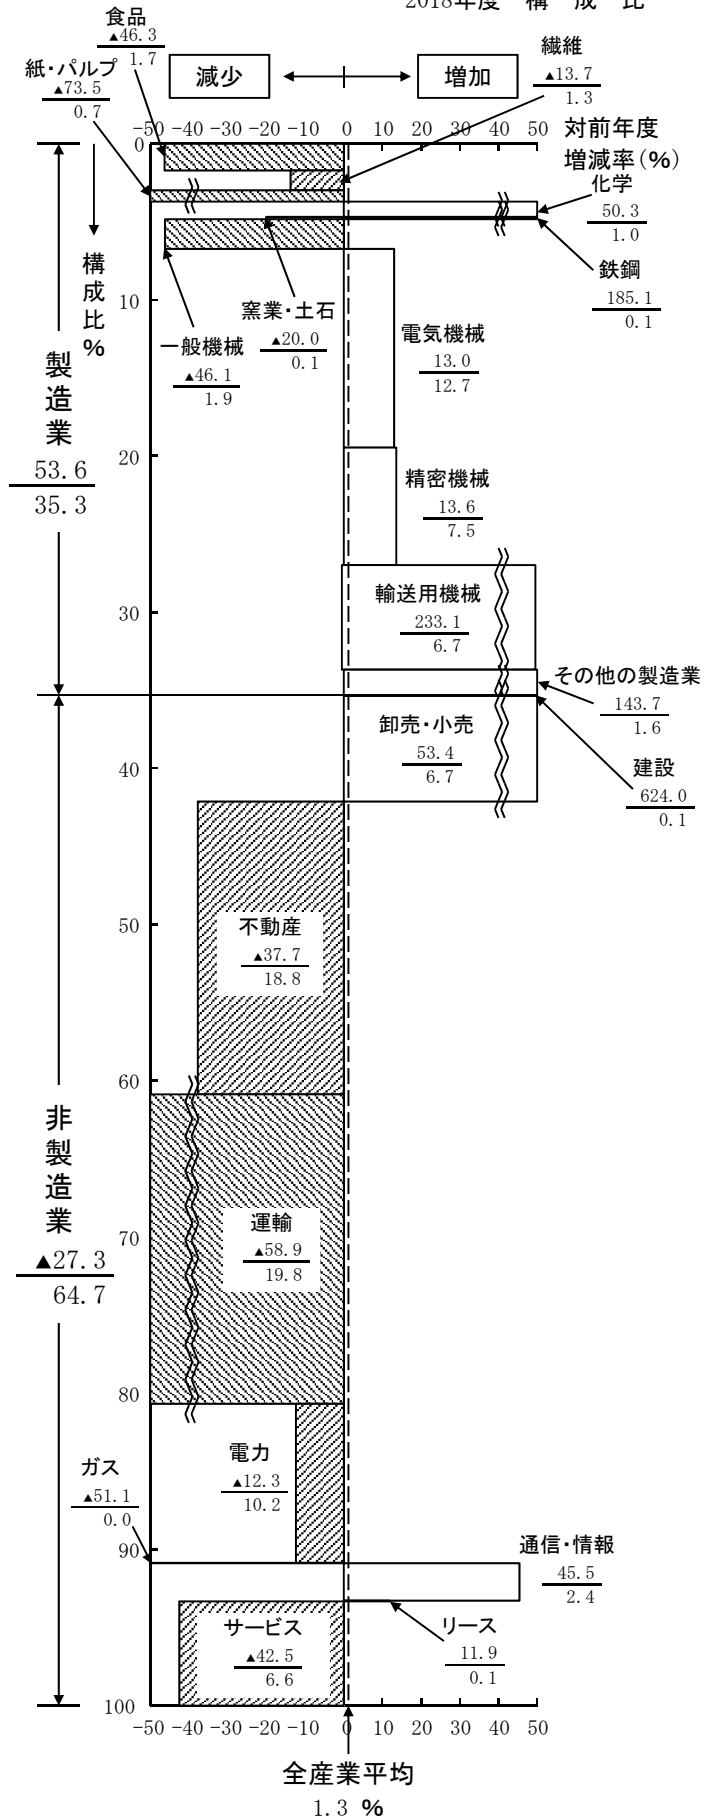 2018年度 構 成 比
食品
▲46.3
1.7
紙・パルプ
▲73.5
0.7
減少
増加
繊維
▲13.7
1.3
-50 -40 -30 -20 -10 0 10 20 30 40 50
対前年度
増減率(%)
0
化学
50.3
1.0
鉄鋼
185.1
0.1
構成比%
10
窯業・土石
▲20.0
0.1
一般機械
▲46.1
1.9
電気機械
13.0
12.7
製造業
53.6
35.3
20
精密機械
13.6
7.5
輸送用機械
233.1
6.7
30
その他の製造業
143.7
1.6
卸売・小売
53.4
6.7
建設
624.0
0.1
40
不動産
▲37.7
18.8
50
60
非製造業
▲27.3
64.7
運輸
▲58.9
19.8
70
80
電力
▲12.3
10.2
ガス
▲51.1
0.0
90
通信・情報
45.5
2.4
サービス
▲42.5
6.6
リース
11.9
0.1
100
-50 -40 -30 -20 -10 0 10 20 30 40 50
全産業平均
1.3 %